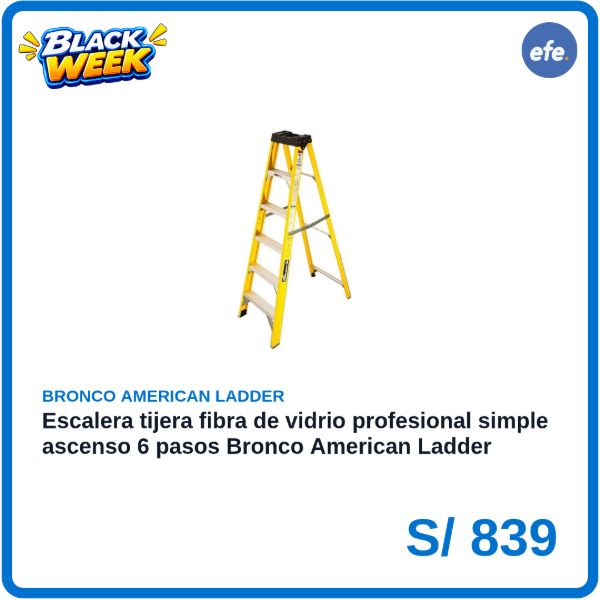 BLACK
WEEK
efe.
BRONCO AMERICAN LADDER
Escalera tijera fibra de vidrio profesional simple
ascenso 6 pasos Bronco American Ladder
S/ 839